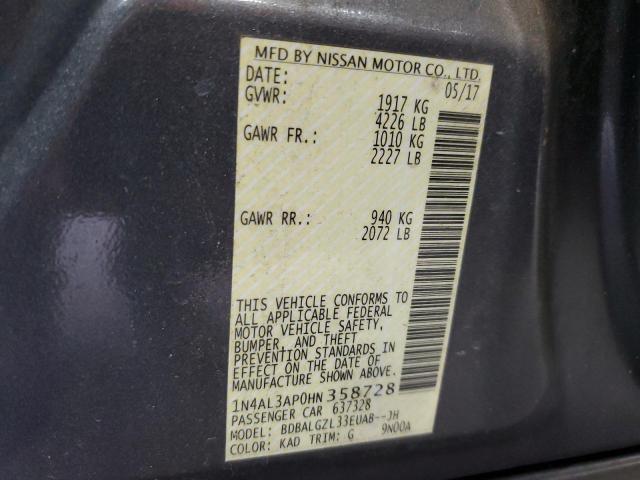 MFD BY NISSAN MOTOR CO., LTD.
DATE: 05/17
GVWR: 1917 KG
4226 LB
GAWR FR.: 1010 KG
2227 LB
GAWR RR.: 940 KG
2072 LB
THIS VEHICLE CONFORMS TO
ALL APPLICABLE FEDERAL
MOTOR VEHICLE SAFETY,
BUMPER, AND THEFT
PREVENTION STANDARDS IN
EFFECT ON THE DATE OF
MANUFACTURE SHOWN ABOVE.
1N4AL3AP0HN358728
PASSENGER CAR 637328
MODEL: BDBALGZL33EUAB--JH
COLOR: KAD TRIM: G 9N00A